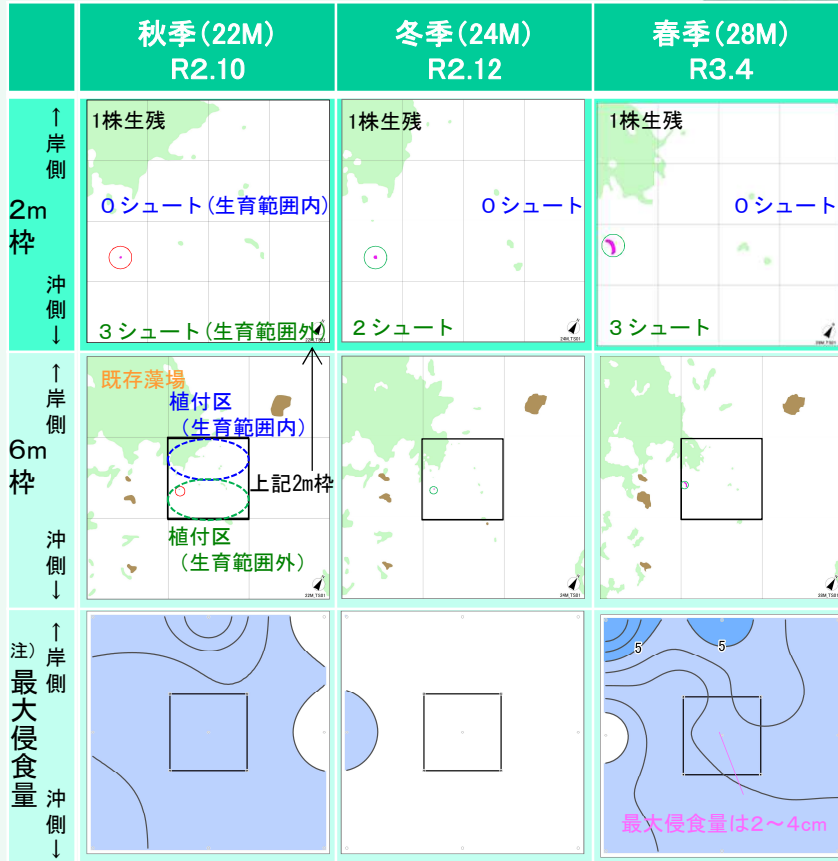 秋季(22M)
R2.10
冬季(24M)
R2.12
春季(28M)
R3.4
2m
枠
↑
岸
側
沖
側
↓
1株生残
0シュート(生育範囲内)
3シュート(生育範囲外)
1株生残
0シュート
2シュート
1株生残
0シュート
3シュート
6m
枠
↑
岸
側
沖
側
↓
既存藻場
植付区
(生育範囲内)
上記2m枠
植付区
(生育範囲外)
注)
最
大
侵
食
量
↑
岸
側
沖
側
↓
5
5
最大侵食量は2～4cm